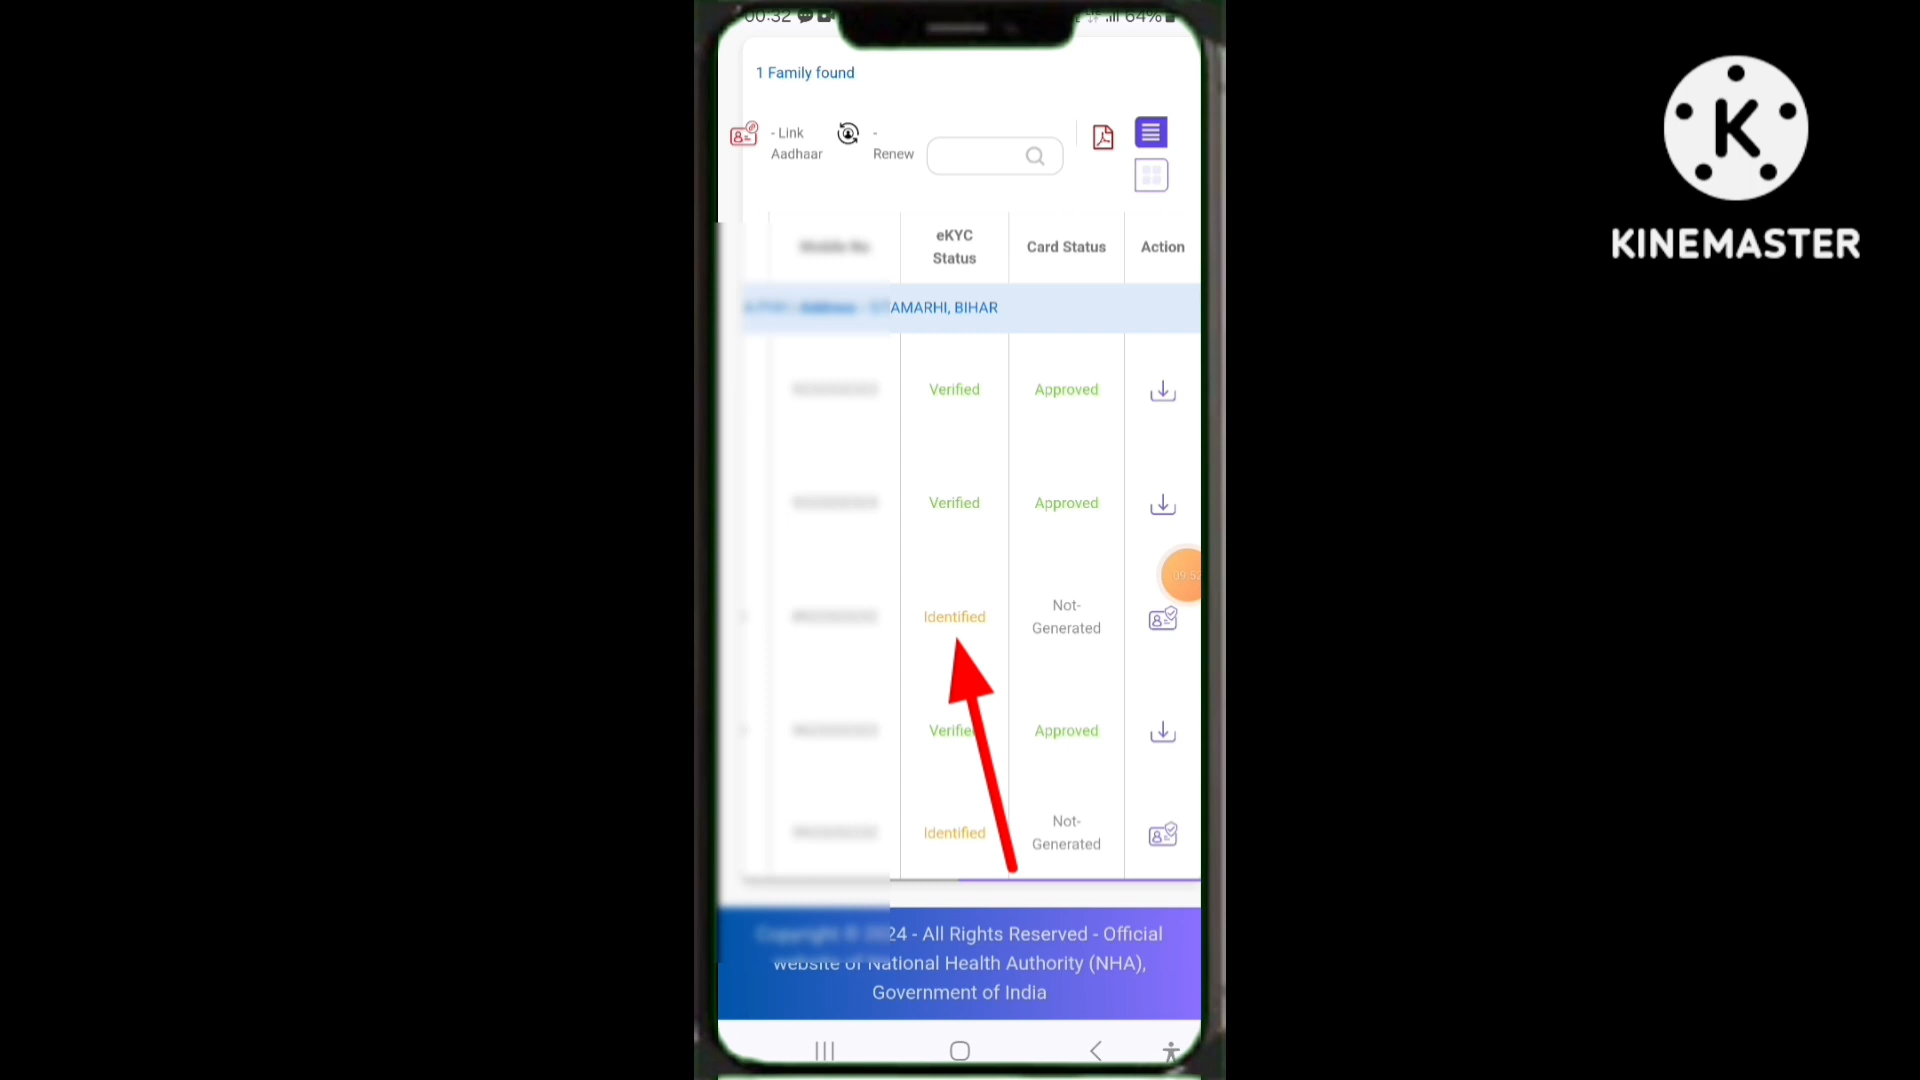 00:32
64%
1 Family found
- Link
Aadhaar
-
Renew
eKYC
Status
Card Status
Action
AMARHI, BIHAR
Verified
Approved
Verified
Approved
09:52
Identified
Not-
Generated
Verified
Approved
Identified
Not-
Generated
24 - All Rights Reserved - Official
website of National Health Authority (NHA),
Government of India
K
KINEMASTER